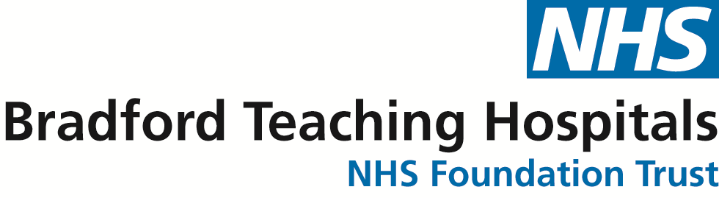 NHS
Bradford Teaching Hospitals
NHS Foundation Trust